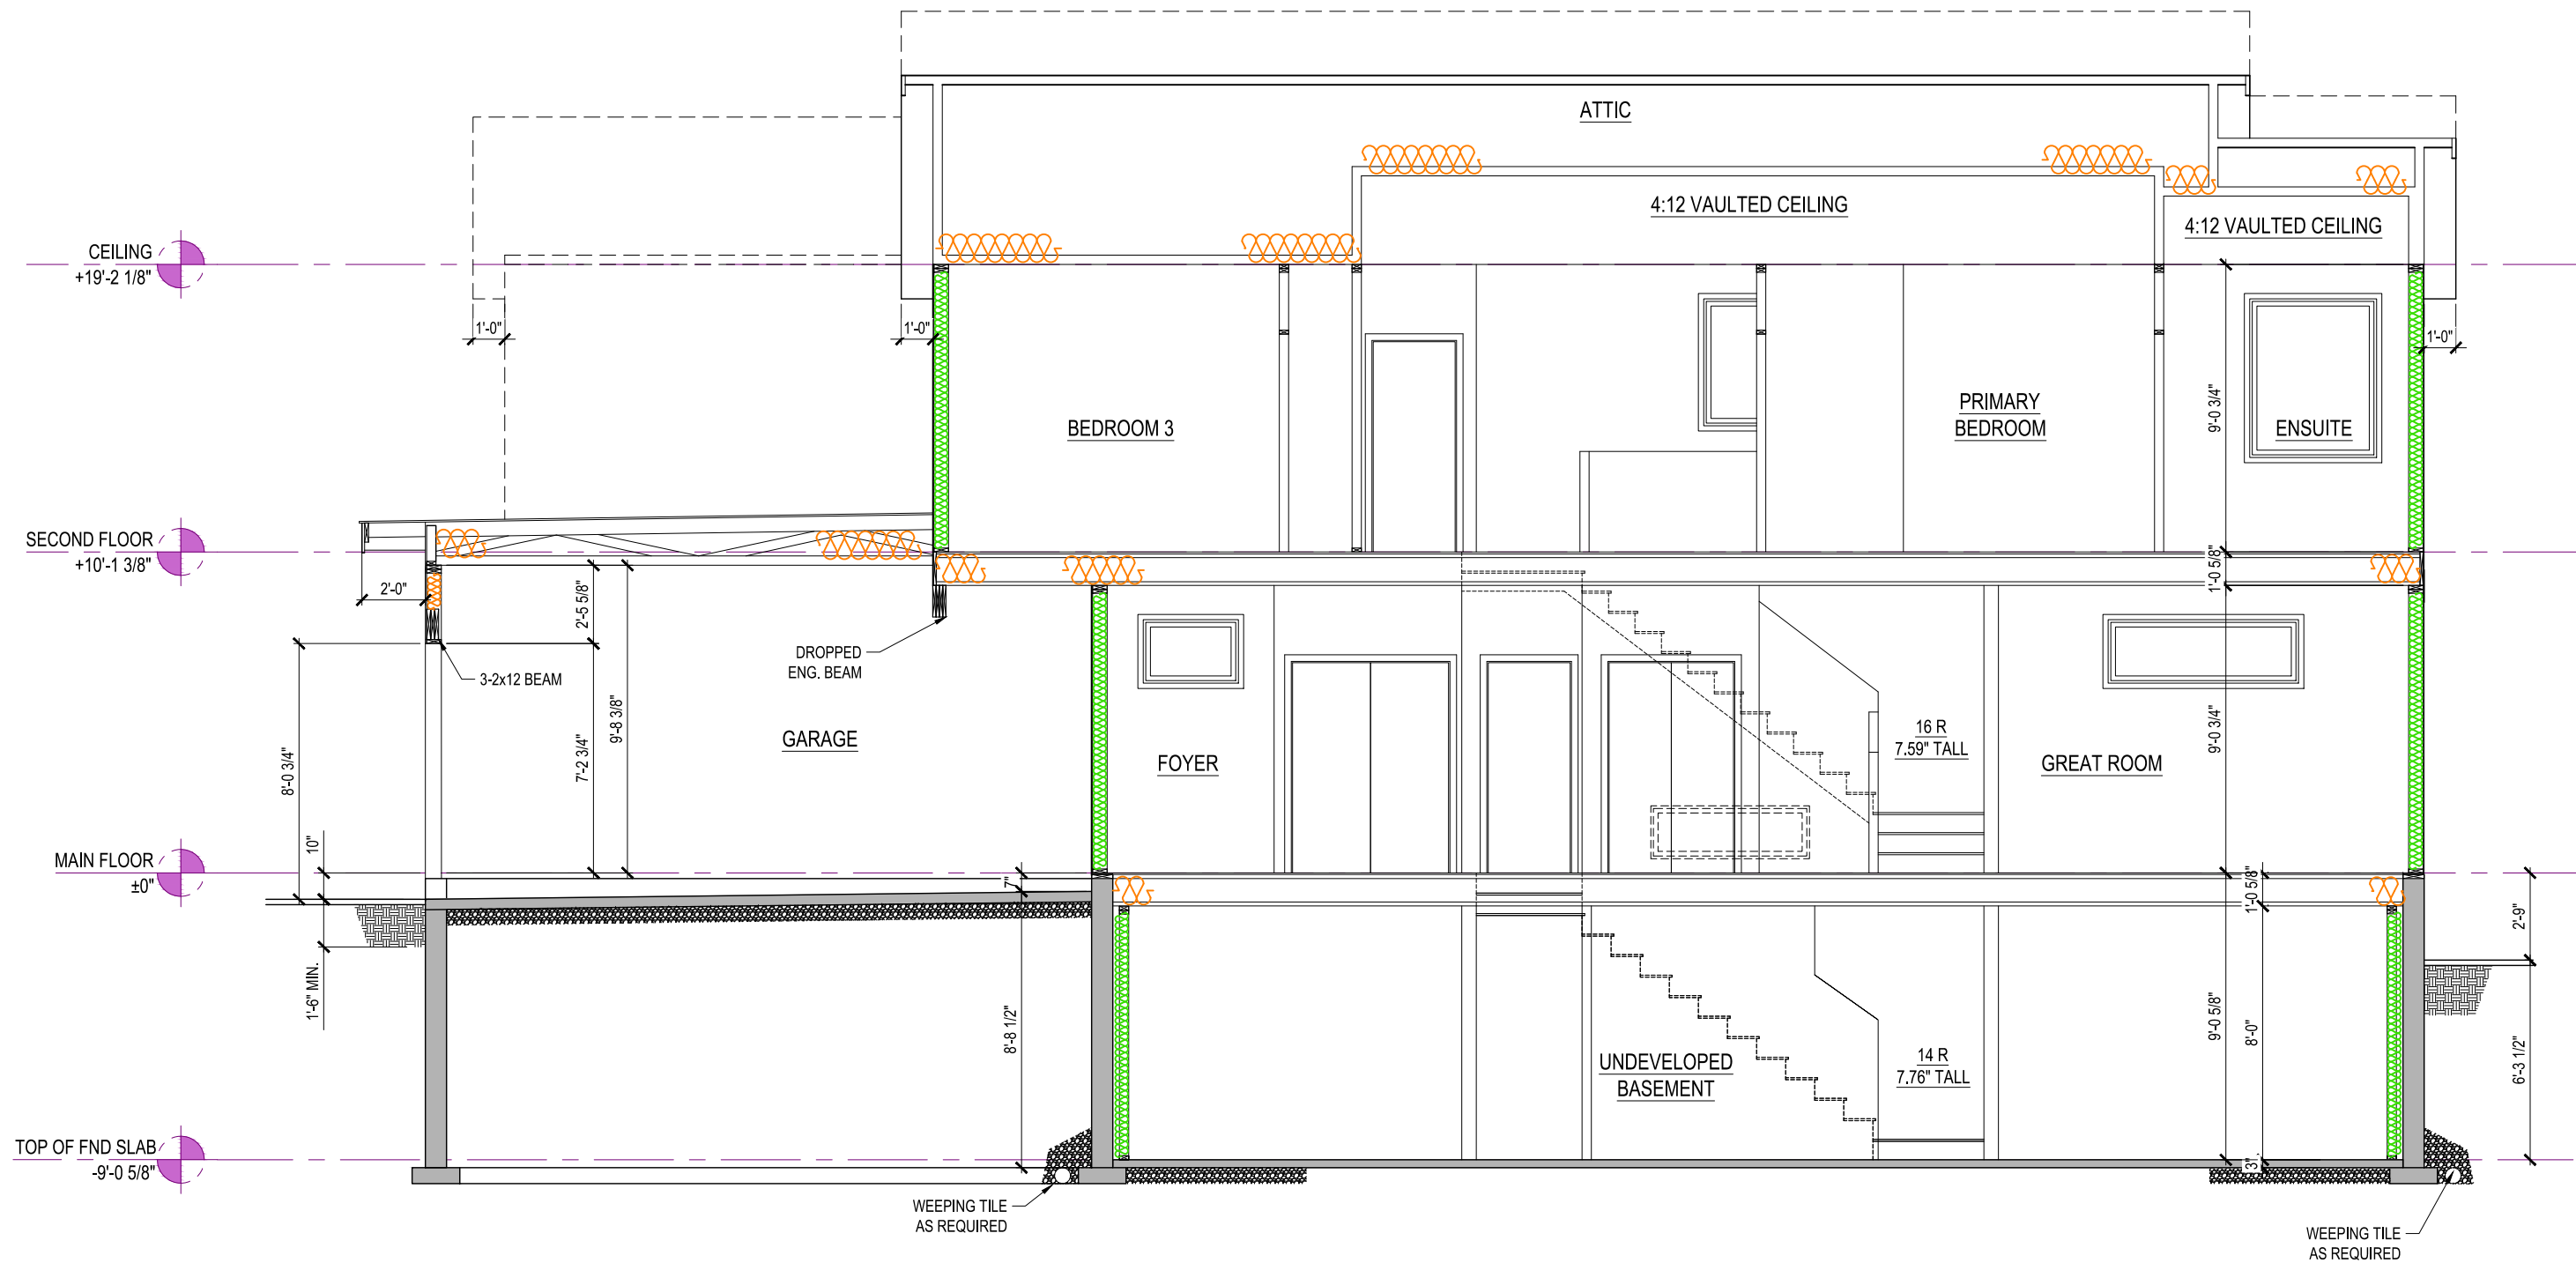 ATTIC
4:12 VAULTED CEILING
4:12 VAULTED CEILING
CEILING
+19'-2 1/8"
1'-0"
1'-0"
1'-0"
BEDROOM 3
PRIMARY
BEDROOM
9'-0 3/4"
ENSUITE
SECOND FLOOR
+10'-1 3/8"
2'-0"
2'-5 5/8"
1'-0 5/8"
DROPPED
ENG. BEAM
3-2x12 BEAM
8'-0 3/4"
7'-2 3/4"
9'-8 3/8"
GARAGE
FOYER
16 R
7.59" TALL
GREAT ROOM
9'-0 3/4"
MAIN FLOOR
±0"
10"
7"
1'-0 5/8"
2'-9"
1'-6" MIN.
8'-8 1/2"
UNDEVELOPED
BASEMENT
14 R
7.76" TALL
9'-0 5/8"
8'-0"
6'-3 1/2"
TOP OF FND SLAB
-9'-0 5/8"
3"
WEEPING TILE
AS REQUIRED
WEEPING TILE
AS REQUIRED